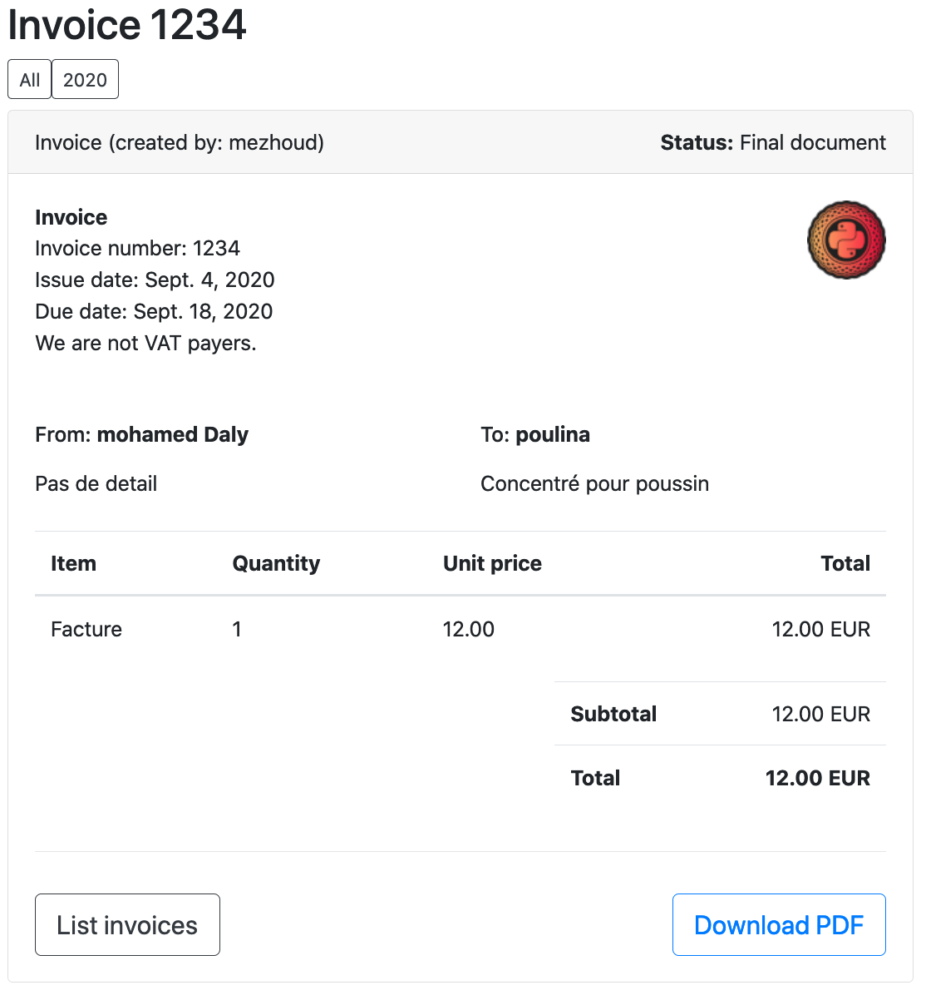 Invoice 1234
All 2020
Invoice (created by: mezhoud) Status: Final document
Invoice
Invoice number: 1234
Issue date: Sept. 4, 2020
Due date: Sept. 18, 2020
We are not VAT payers.
From: mohamed Daly To: poulina
Pas de detail Concentré pour poussin
Item Quantity Unit price Total
Facture 1 12.00 12.00 EUR
Subtotal 12.00 EUR
Total 12.00 EUR
List invoices Download PDF